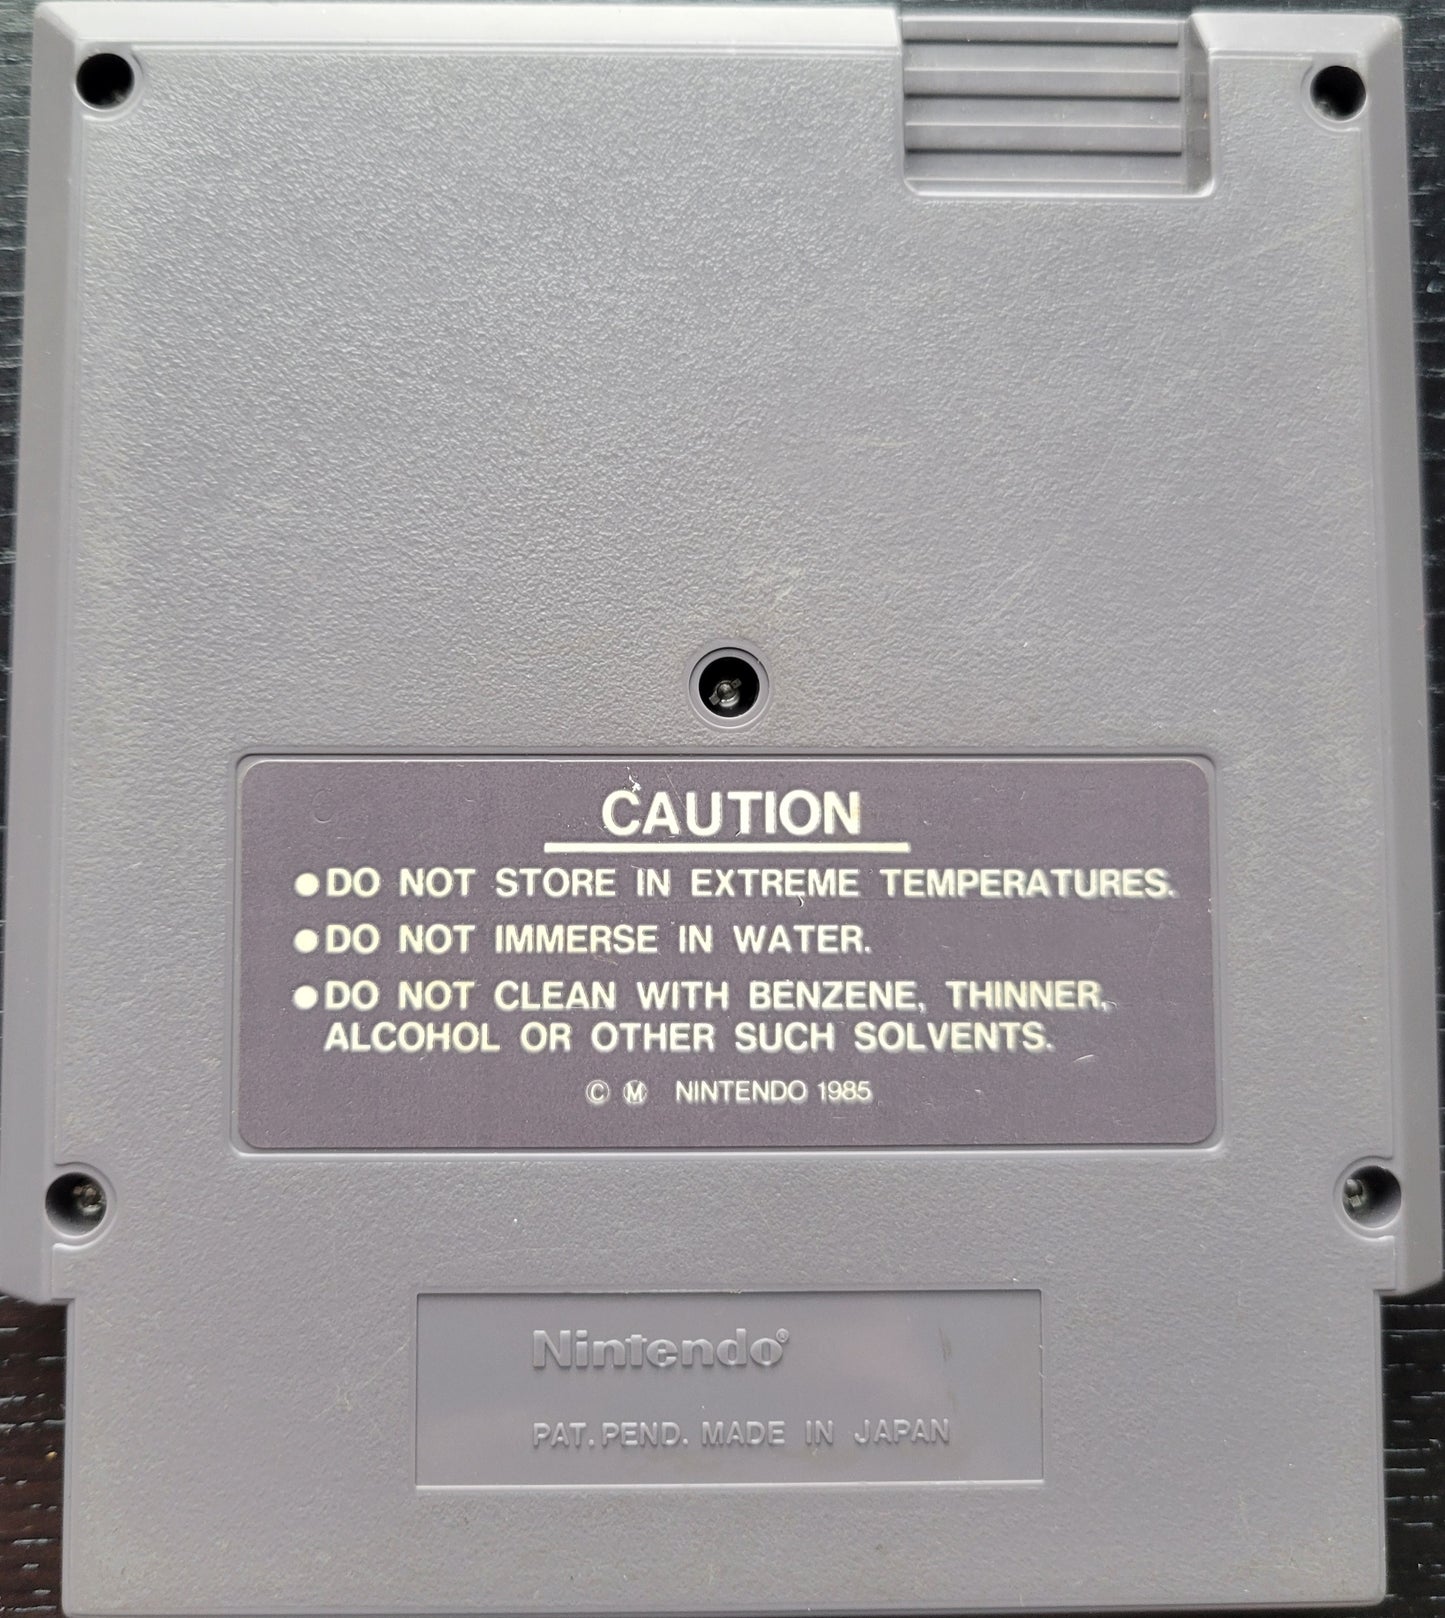 CAUTION
●DO NOT STORE IN EXTREME TEMPERATURES.
●DO NOT IMMERSE IN WATER.
●DO NOT CLEAN WITH BENZENE, THINNER,
ALCOHOL OR OTHER SUCH SOLVENTS.
© Ⓜ NINTENDO 1985
Nintendo®
PAT. PEND. MADE IN JAPAN